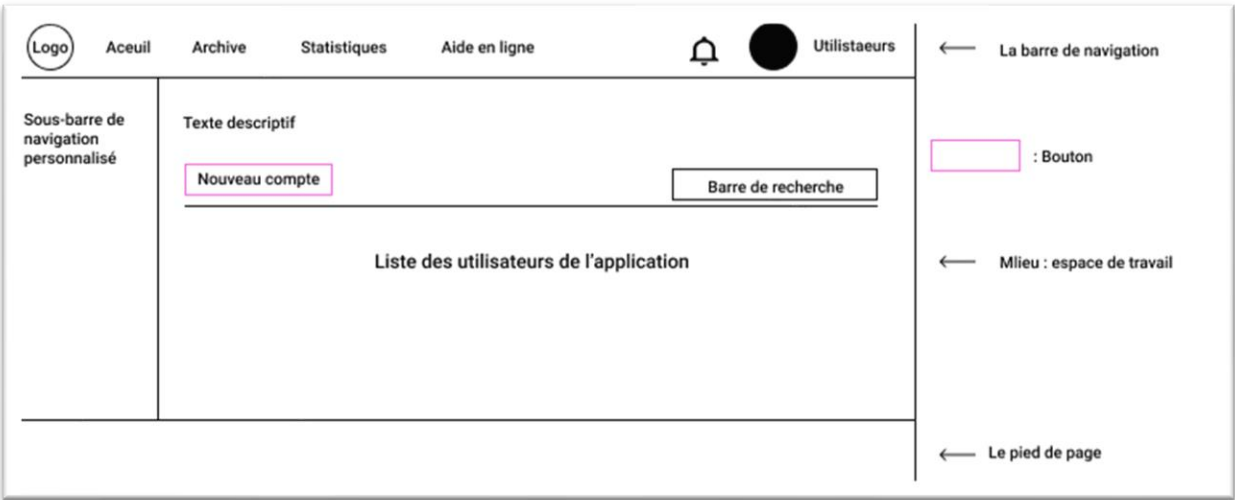 Logo
Aceuil
Archive
Statistiques
Aide en ligne
Utilistaeurs
La barre de navigation
Sous-barre de
navigation
personnalisé
Texte descriptif
: Bouton
Nouveau compte
Barre de recherche
Liste des utilisateurs de l'application
Mlieu : espace de travail
Le pied de page